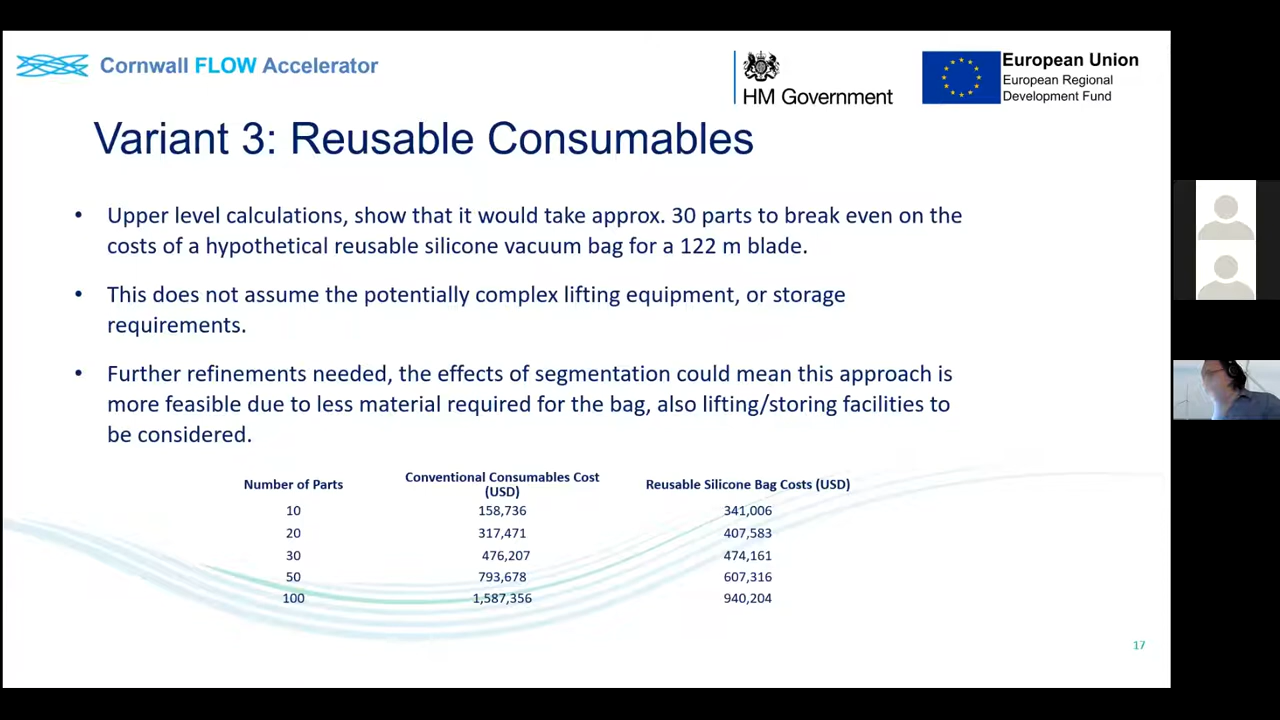 Cornwall FLOW Accelerator
HM Government
European Union
European Regional
Development Fund
Variant 3: Reusable Consumables
• Upper level calculations, show that it would take approx. 30 parts to break even on the
costs of a hypothetical reusable silicone vacuum bag for a 122 m blade.
• This does not assume the potentially complex lifting equipment, or storage
requirements.
• Further refinements needed, the effects of segmentation could mean this approach is
more feasible due to less material required for the bag, also lifting/storing facilities to
be considered.
Number of Parts Conventional Consumables Cost (USD) Reusable Silicone Bag Costs (USD)
10 158,736 341,006
20 317,471 407,583
30 476,207 474,161
50 793,678 607,316
100 1,587,356 940,204
17